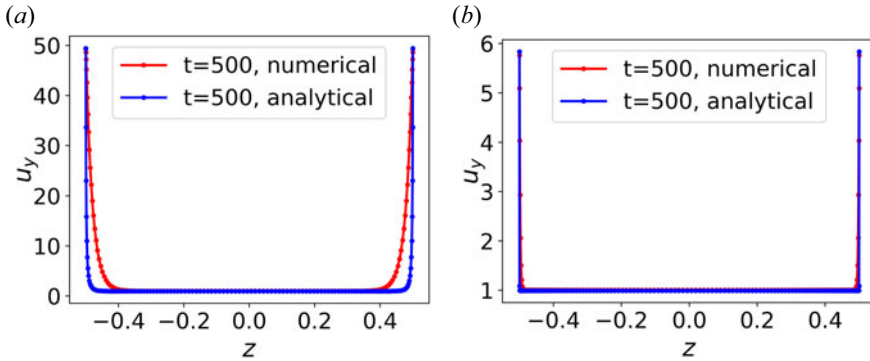 (a)
50
40
30
20
10
0
u_y
t=500, numerical
t=500, analytical
−0.4 −0.2 0.0 0.2 0.4
z
(b)
6
5
4
3
2
1
u_y
t=500, numerical
t=500, analytical
−0.4 −0.2 0.0 0.2 0.4
z